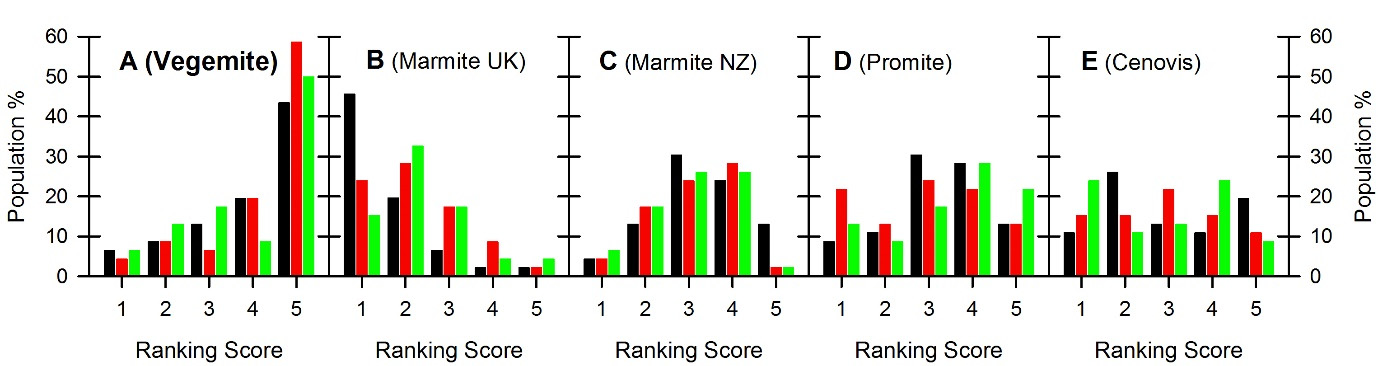 Population %
60
50
40
30
20
10
0
A (Vegemite)
B (Marmite UK)
C (Marmite NZ)
D (Promite)
E (Cenovis)
60
50
40
30
20
10
0
Population %
1 2 3 4 5
1 2 3 4 5
1 2 3 4 5
1 2 3 4 5
1 2 3 4 5
Ranking Score
Ranking Score
Ranking Score
Ranking Score
Ranking Score